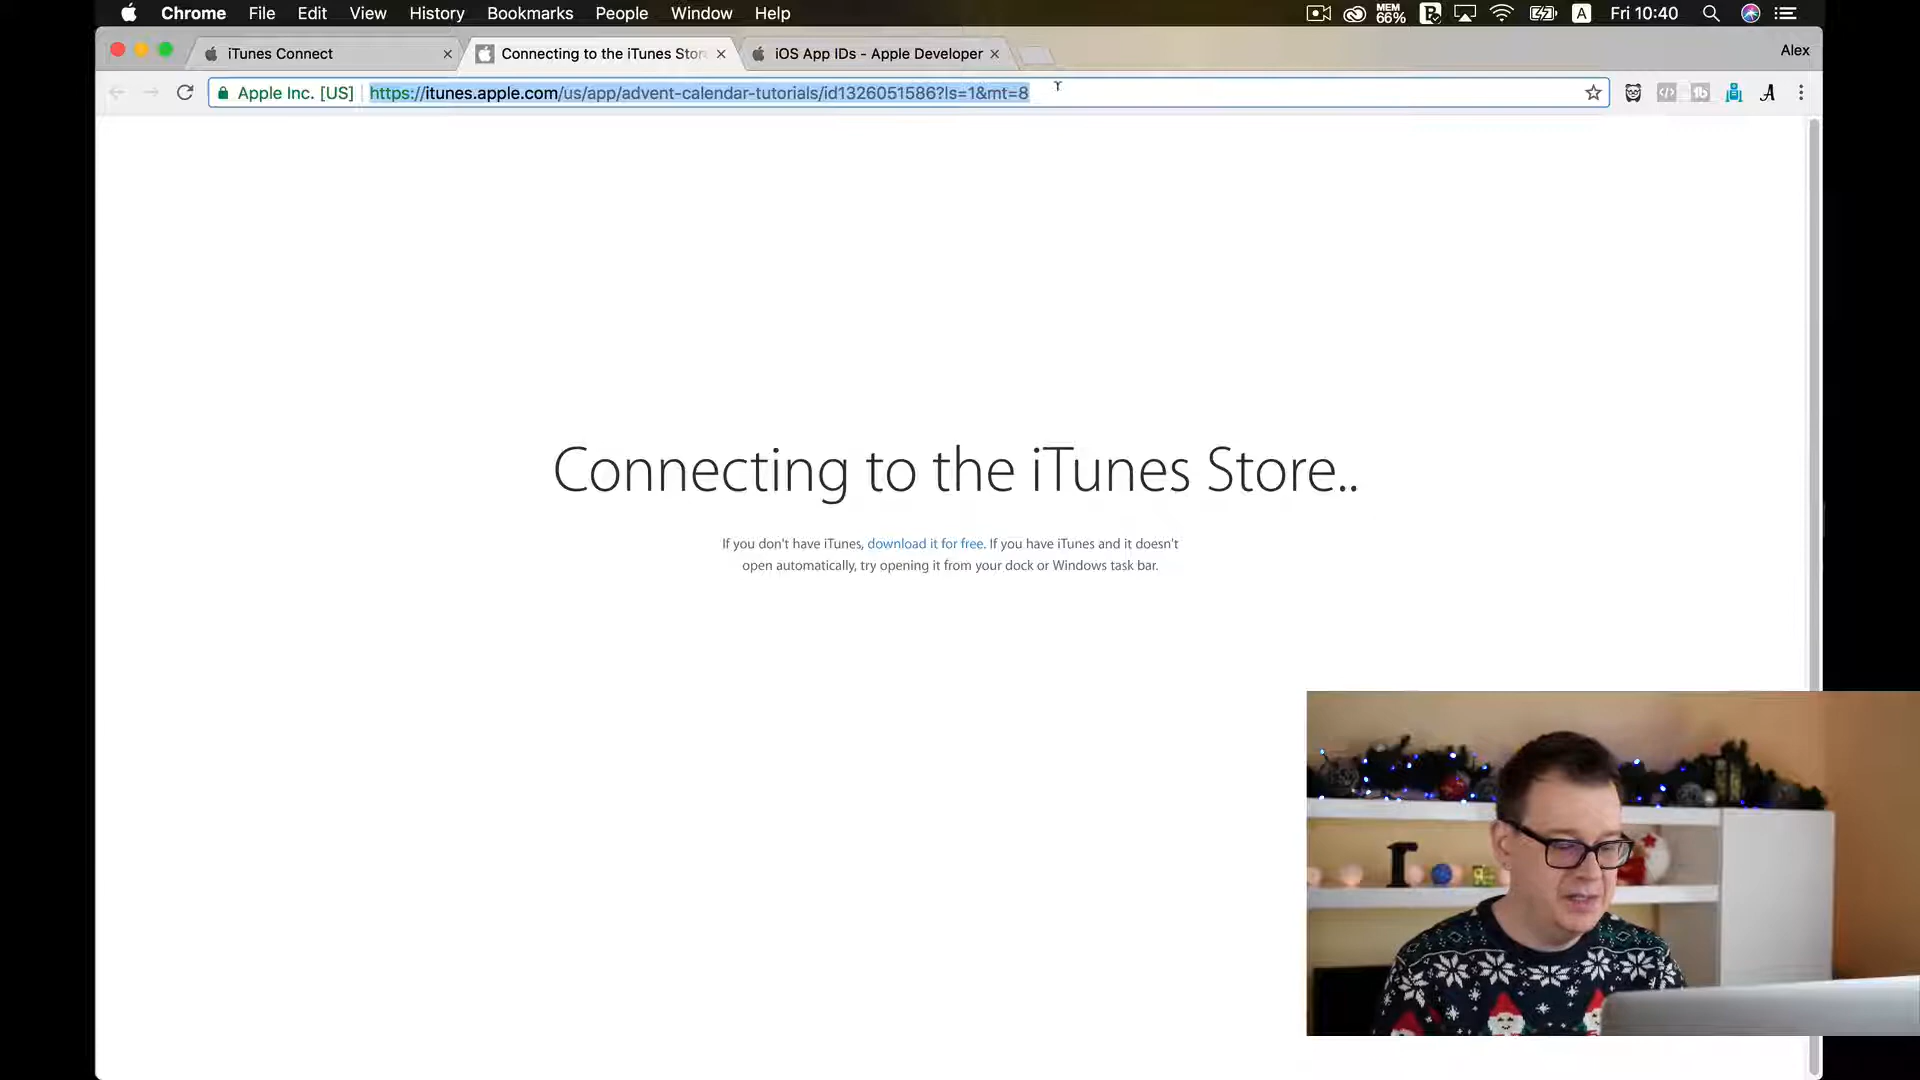 Chrome File Edit View History Bookmarks People Window Help
MEM 66% A Fri 10:40
iTunes Connect
Connecting to the iTunes Stor
iOS App IDs - Apple Developer
Alex
Apple Inc. [US] https://itunes.apple.com/us/app/advent-calendar-tutorials/id1326051586?ls=1&mt=8
Connecting to the iTunes Store..
If you don't have iTunes, download it for free. If you have iTunes and it doesn't
open automatically, try opening it from your dock or Windows task bar.